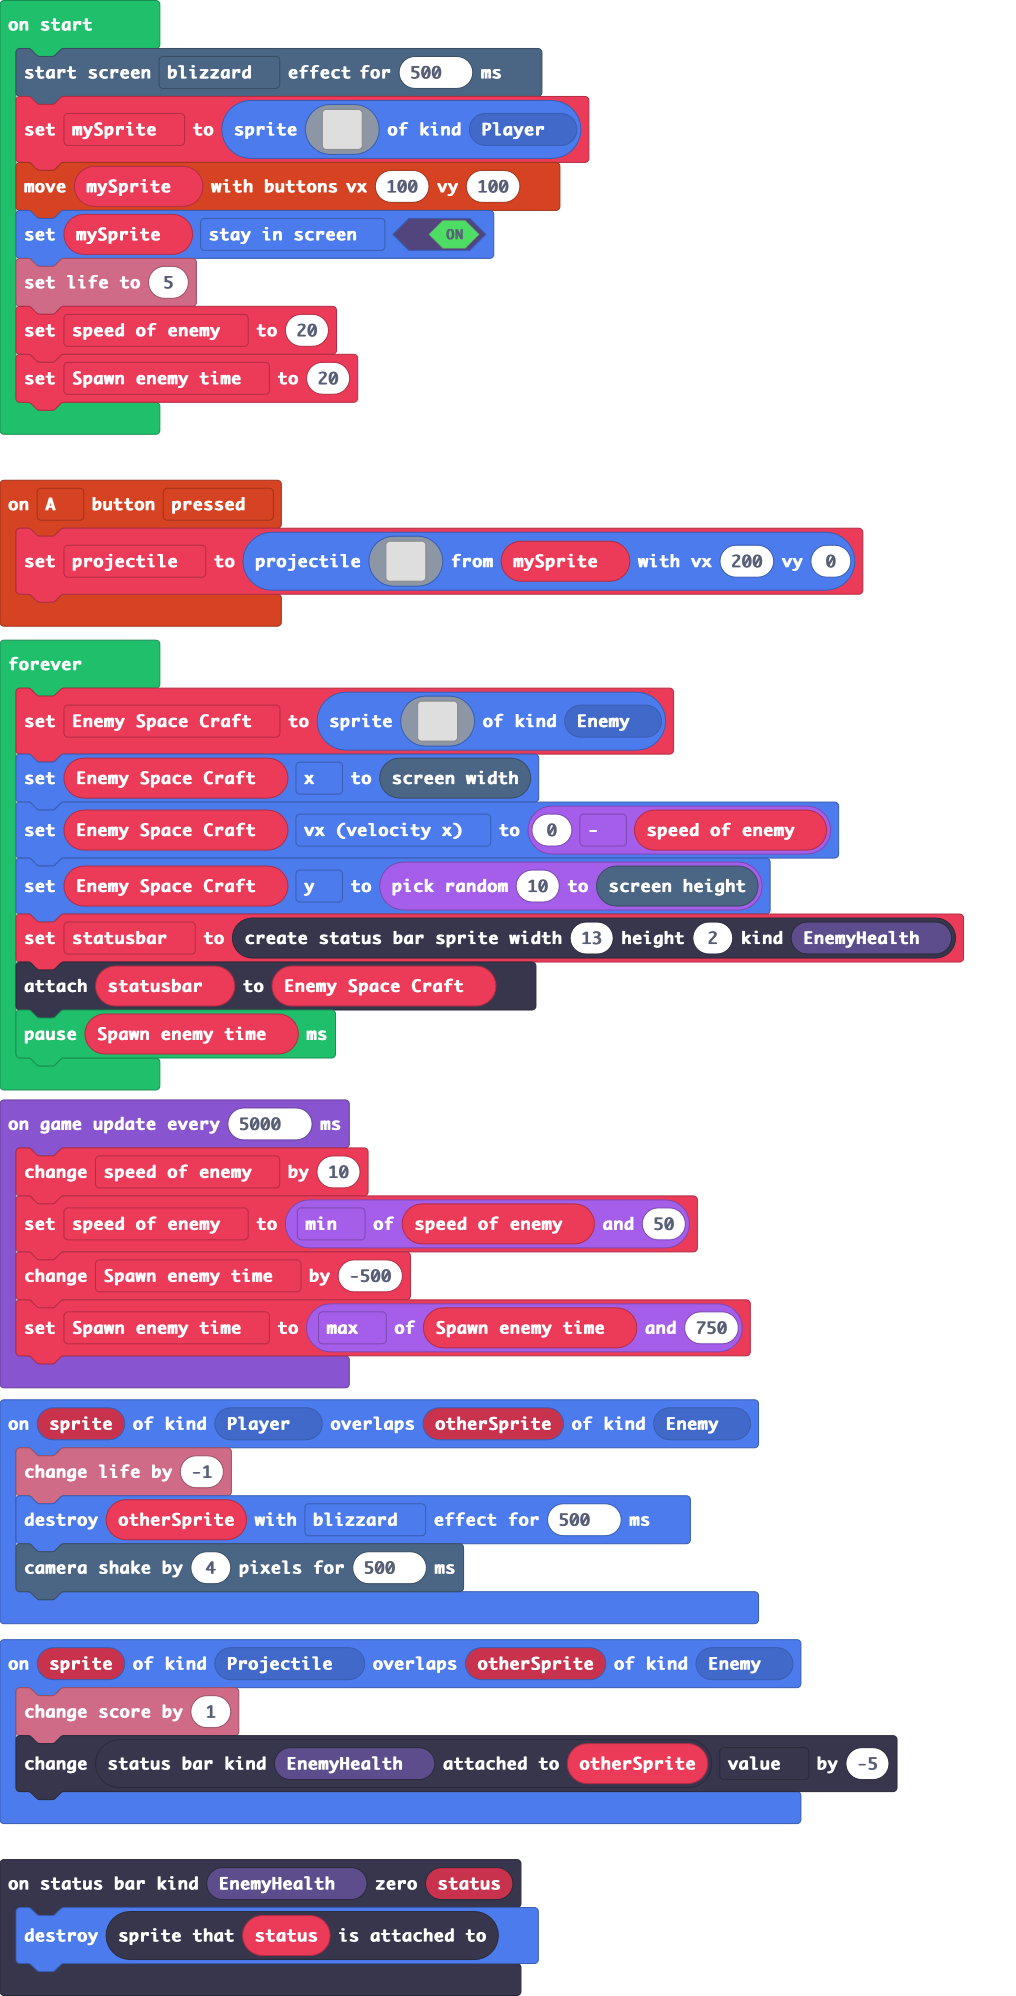 on start
start screen blizzard effect for 500 ms
set mySprite to sprite of kind Player
move mySprite with buttons vx 100 vy 100
set mySprite stay in screen ON
set life to 5
set speed of enemy to 20
set Spawn enemy time to 20
on A button pressed
set projectile to projectile from mySprite with vx 200 vy 0
forever
set Enemy Space Craft to sprite of kind Enemy
set Enemy Space Craft x to screen width
set Enemy Space Craft vx (velocity x) to 0 - speed of enemy
set Enemy Space Craft y to pick random 10 to screen height
set statusbar to create status bar sprite width 13 height 2 kind EnemyHealth
attach statusbar to Enemy Space Craft
pause Spawn enemy time ms
on game update every 5000 ms
change speed of enemy by 10
set speed of enemy to min of speed of enemy and 50
change Spawn enemy time by -500
set Spawn enemy time to max of Spawn enemy time and 750
on sprite of kind Player overlaps otherSprite of kind Enemy
change life by -1
destroy otherSprite with blizzard effect for 500 ms
camera shake by 4 pixels for 500 ms
on sprite of kind Projectile overlaps otherSprite of kind Enemy
change score by 1
change status bar kind EnemyHealth attached to otherSprite value by -5
on status bar kind EnemyHealth zero status
destroy sprite that status is attached to